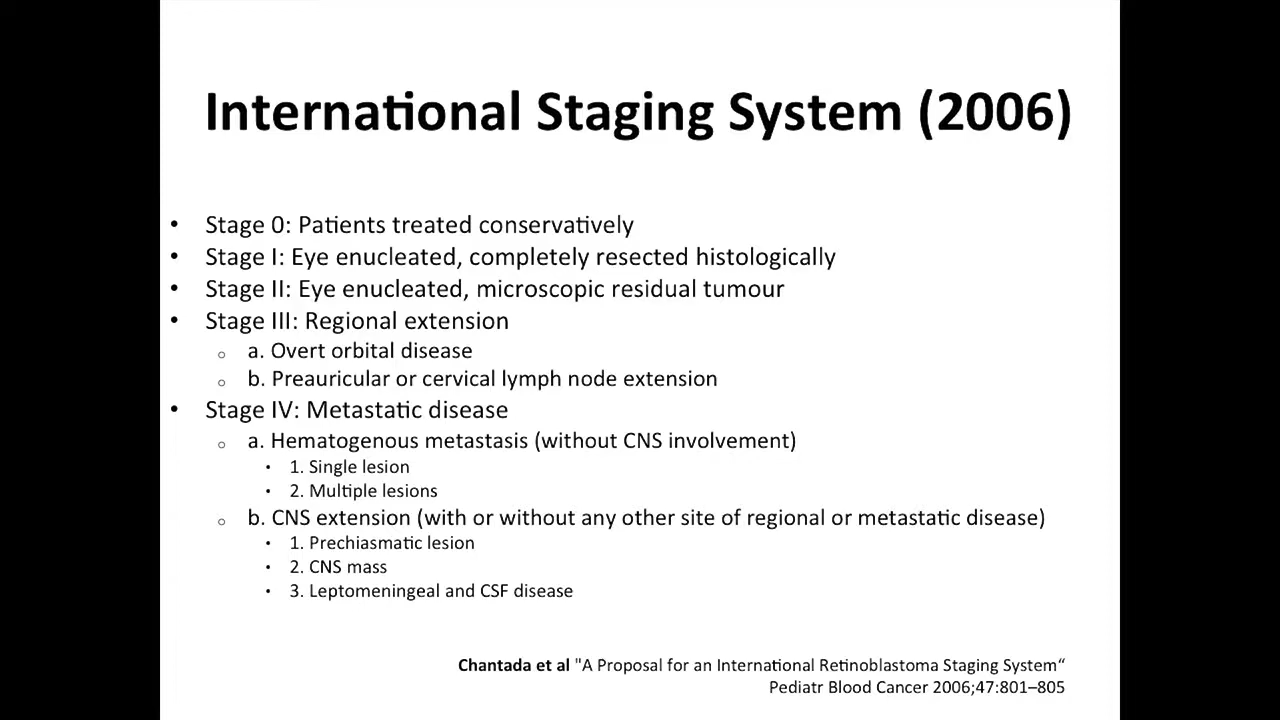 International Staging System (2006)
• Stage 0: Patients treated conservatively
• Stage I: Eye enucleated, completely resected histologically
• Stage II: Eye enucleated, microscopic residual tumour
• Stage III: Regional extension
○ a. Overt orbital disease
○ b. Preauricular or cervical lymph node extension
• Stage IV: Metastatic disease
○ a. Hematogenous metastasis (without CNS involvement)
• 1. Single lesion
• 2. Multiple lesions
○ b. CNS extension (with or without any other site of regional or metastatic disease)
• 1. Prechiasmatic lesion
• 2. CNS mass
• 3. Leptomeningeal and CSF disease
Chantada et al "A Proposal for an International Retinoblastoma Staging System“
Pediatr Blood Cancer 2006;47:801–805